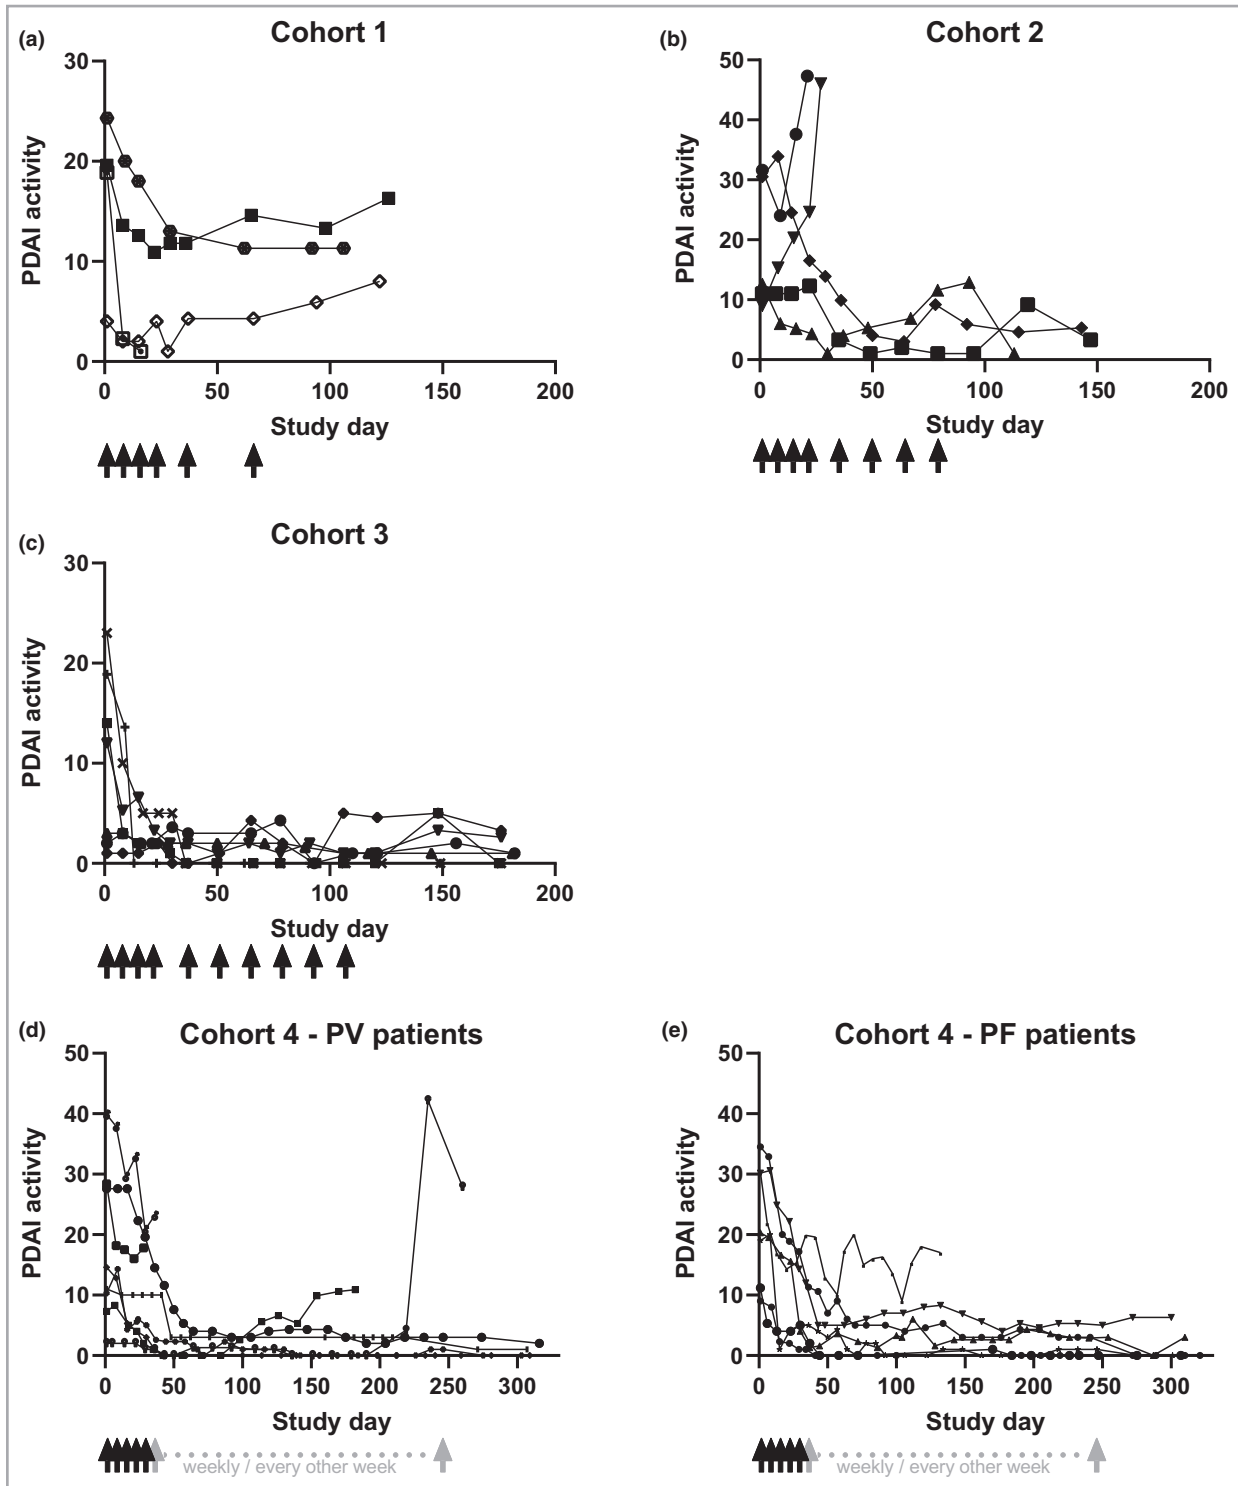 (a)
Cohort 1
PDAI activity
30
20
10
0
0 50 100 150 200
Study day
(b)
Cohort 2
PDAI activity
50
40
30
20
10
0
0 50 100 150 200
Study day
(c)
Cohort 3
PDAI activity
30
20
10
0
0 50 100 150 200
Study day
(d)
Cohort 4 - PV patients
PDAI activity
50
40
30
20
10
0
0 50 100 150 200 250 300
Study day
weekly / every other week
(e)
Cohort 4 - PF patients
PDAI activity
50
40
30
20
10
0
0 50 100 150 200 250 300
Study day
weekly / every other week